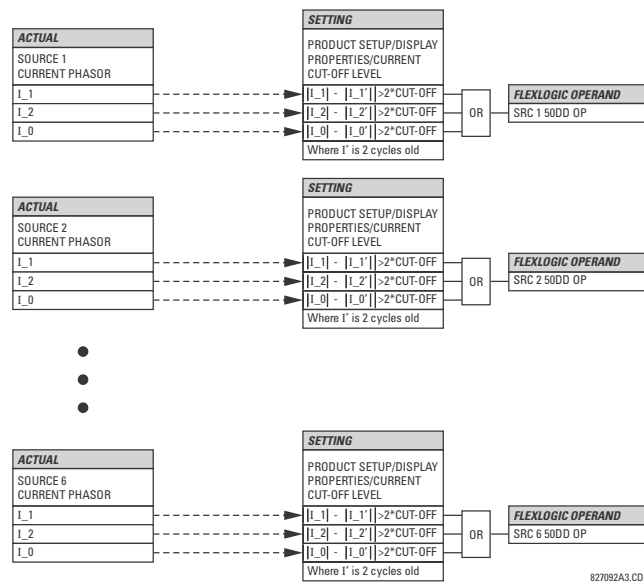 ACTUAL
SOURCE 1
CURRENT PHASOR
I_1
I_2
I_0
SETTING
PRODUCT SETUP/DISPLAY
PROPERTIES/CURRENT
CUT-OFF LEVEL
||I_1| - |I_1'||>2*CUT-OFF
||I_2| - |I_2'||>2*CUT-OFF
||I_0| - |I_0'||>2*CUT-OFF
Where I' is 2 cycles old
OR
FLEXLOGIC OPERAND
SRC 1 50DD OP
ACTUAL
SOURCE 2
CURRENT PHASOR
I_1
I_2
I_0
SETTING
PRODUCT SETUP/DISPLAY
PROPERTIES/CURRENT
CUT-OFF LEVEL
||I_1| - |I_1'||>2*CUT-OFF
||I_2| - |I_2'||>2*CUT-OFF
||I_0| - |I_0'||>2*CUT-OFF
Where I' is 2 cycles old
OR
FLEXLOGIC OPERAND
SRC 2 50DD OP
ACTUAL
SOURCE 6
CURRENT PHASOR
I_1
I_2
I_0
SETTING
PRODUCT SETUP/DISPLAY
PROPERTIES/CURRENT
CUT-OFF LEVEL
||I_1| - |I_1'||>2*CUT-OFF
||I_2| - |I_2'||>2*CUT-OFF
||I_0| - |I_0'||>2*CUT-OFF
Where I' is 2 cycles old
OR
FLEXLOGIC OPERAND
SRC 6 50DD OP
827092A3.CD